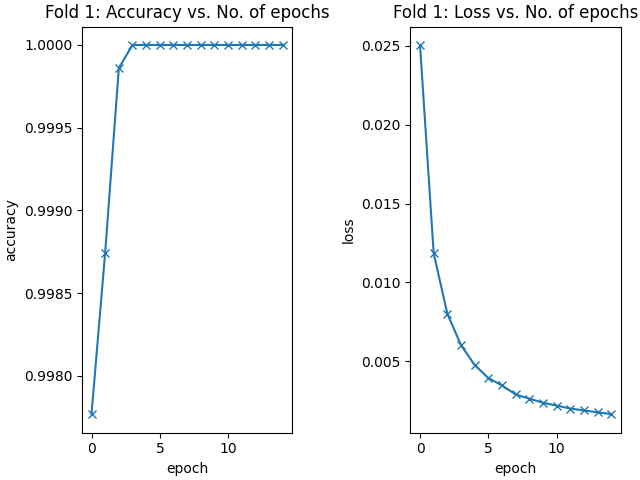 Fold 1: Accuracy vs. No. of epochs
1.0000
0.9995
0.9990
0.9985
0.9980
accuracy
0
5
10
epoch
Fold 1: Loss vs. No. of epochs
0.025
0.020
0.015
0.010
0.005
loss
0
5
10
epoch